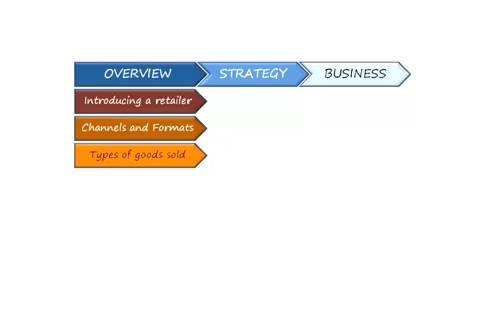 OVERVIEW STRATEGY BUSINESS
Introducing a retailer
Channels and Formats
Types of goods sold